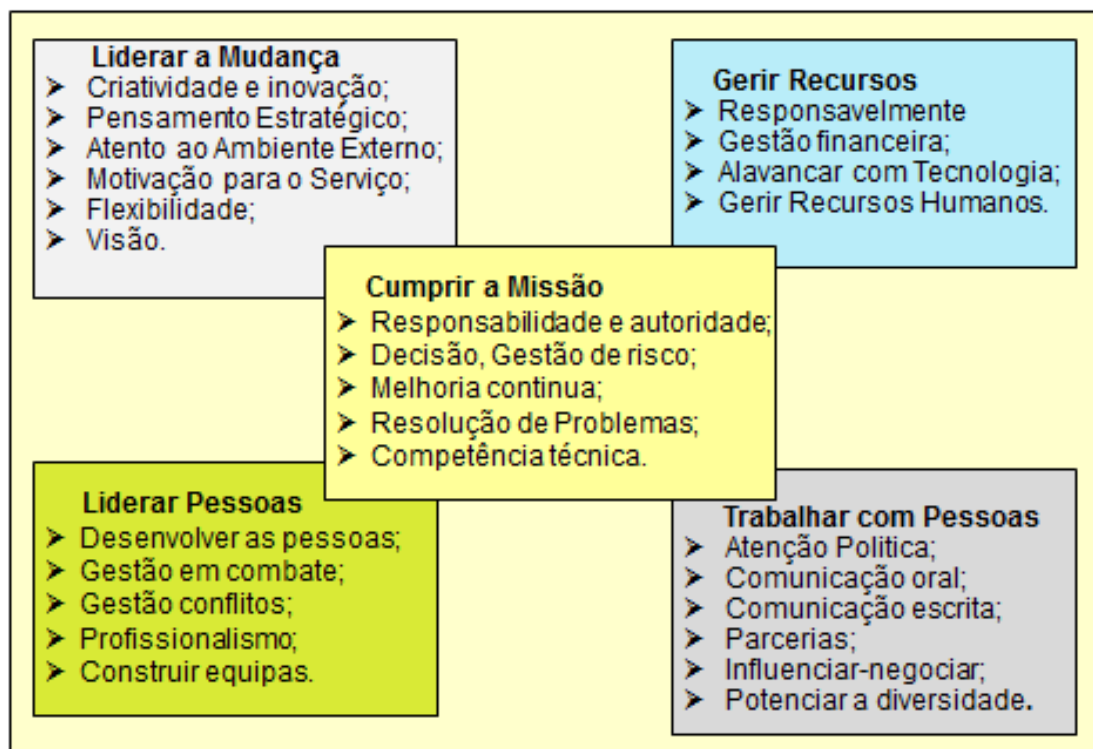 Liderar a Mudança
➤ Criatividade e inovação;
➤ Pensamento Estratégico;
➤ Atento ao Ambiente Externo;
➤ Motivação para o Serviço;
➤ Flexibilidade;
➤ Visão.
Gerir Recursos
➤ Responsavelmente
➤ Gestão financeira;
➤ Alavancar com Tecnologia;
➤ Gerir Recursos Humanos.
Cumprir a Missão
➤ Responsabilidade e autoridade;
➤ Decisão, Gestão de risco;
➤ Melhoria continua;
➤ Resolução de Problemas;
➤ Competência técnica.
Liderar Pessoas
➤ Desenvolver as pessoas;
➤ Gestão em combate;
➤ Gestão conflitos;
➤ Profissionalismo;
➤ Construir equipas.
Trabalhar com Pessoas
➤ Atenção Politica;
➤ Comunicação oral;
➤ Comunicação escrita;
➤ Parcerias;
➤ Influenciar-negociar;
➤ Potenciar a diversidade.